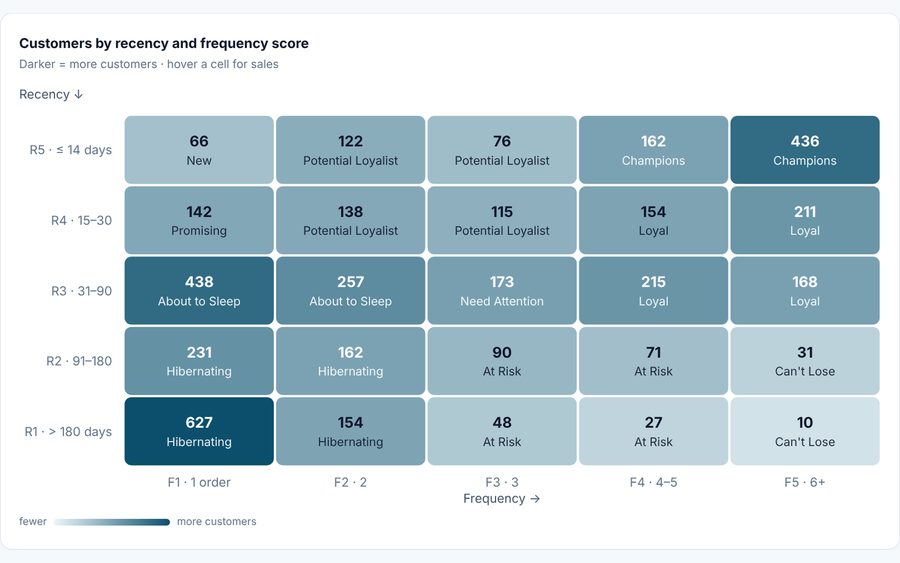 Customers by recency and frequency score
Darker = more customers · hover a cell for sales
Recency ↓
R5 · ≤ 14 days
66
New
122
Potential Loyalist
76
Potential Loyalist
162
Champions
436
Champions
R4 · 15–30
142
Promising
138
Potential Loyalist
115
Potential Loyalist
154
Loyal
211
Loyal
R3 · 31–90
438
About to Sleep
257
About to Sleep
173
Need Attention
215
Loyal
168
Loyal
R2 · 91–180
231
Hibernating
162
Hibernating
90
At Risk
71
At Risk
31
Can't Lose
R1 · > 180 days
627
Hibernating
154
Hibernating
48
At Risk
27
At Risk
10
Can't Lose
F1 · 1 order
F2 · 2
F3 · 3
F4 · 4–5
F5 · 6+
Frequency →
fewer
more customers